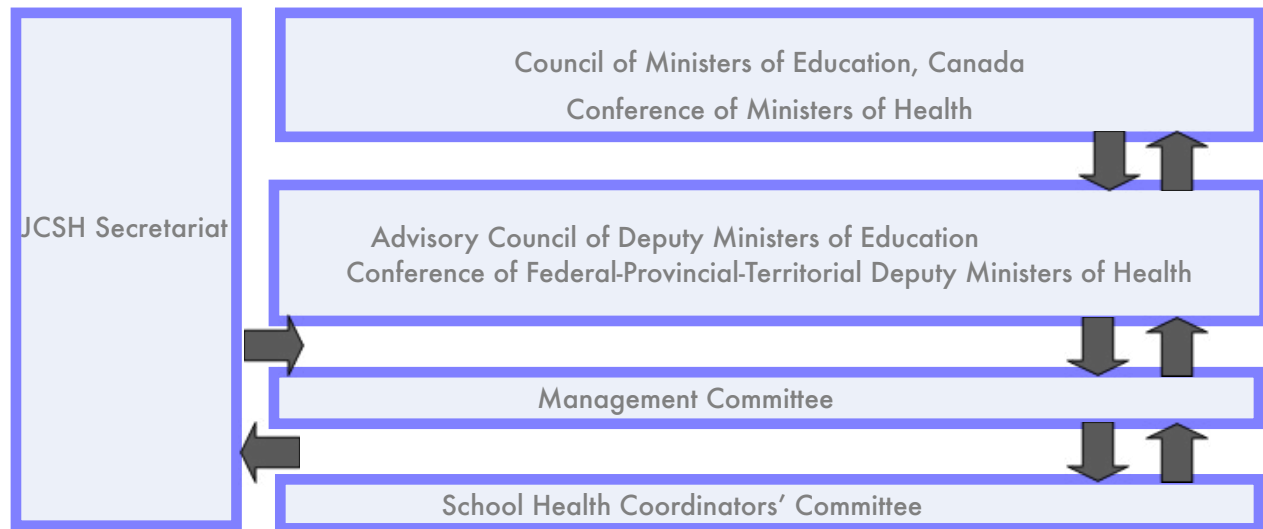 Council of Ministers of Education, Canada
Conference of Ministers of Health
JCSH Secretariat
Advisory Council of Deputy Ministers of Education
Conference of Federal-Provincial-Territorial Deputy Ministers of Health
Management Committee
School Health Coordinators’ Committee